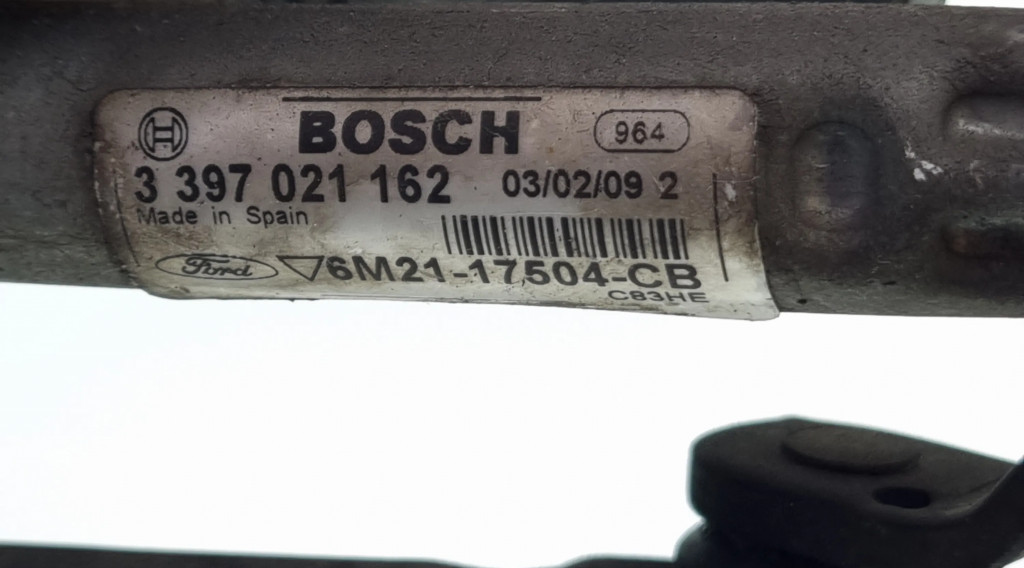 BOSCH 964
3 397 021 162 03/02/09 2
Made in Spain
Ford 6M21-17504-CB
C83HE